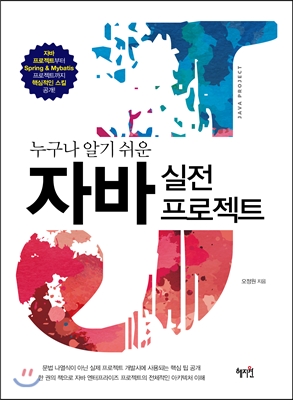 자바
프로젝트부터
Spring & Mybatis
프로젝트까지
핵심적인 스킬
공개!
JAVA PROJECT
누구나 알기 쉬운
자바 실전
프로젝트
오정원 지음
문법 나열식이 아닌 실제 프로젝트 개발시에 사용되는 핵심 팁 공개
한 권의 책으로 자바 엔터프라이즈 프로젝트의 전체적인 아키텍처 이해
혜지원